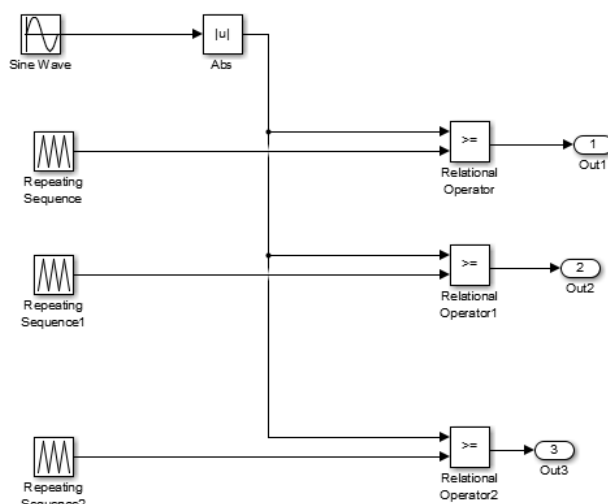 |u|
Sine Wave
Abs
>=
1
Repeating
Sequence
Relational
Operator
Out1
>=
2
Repeating
Sequence1
Relational
Operator1
Out2
>=
3
Repeating
Sequence2
Relational
Operator2
Out3